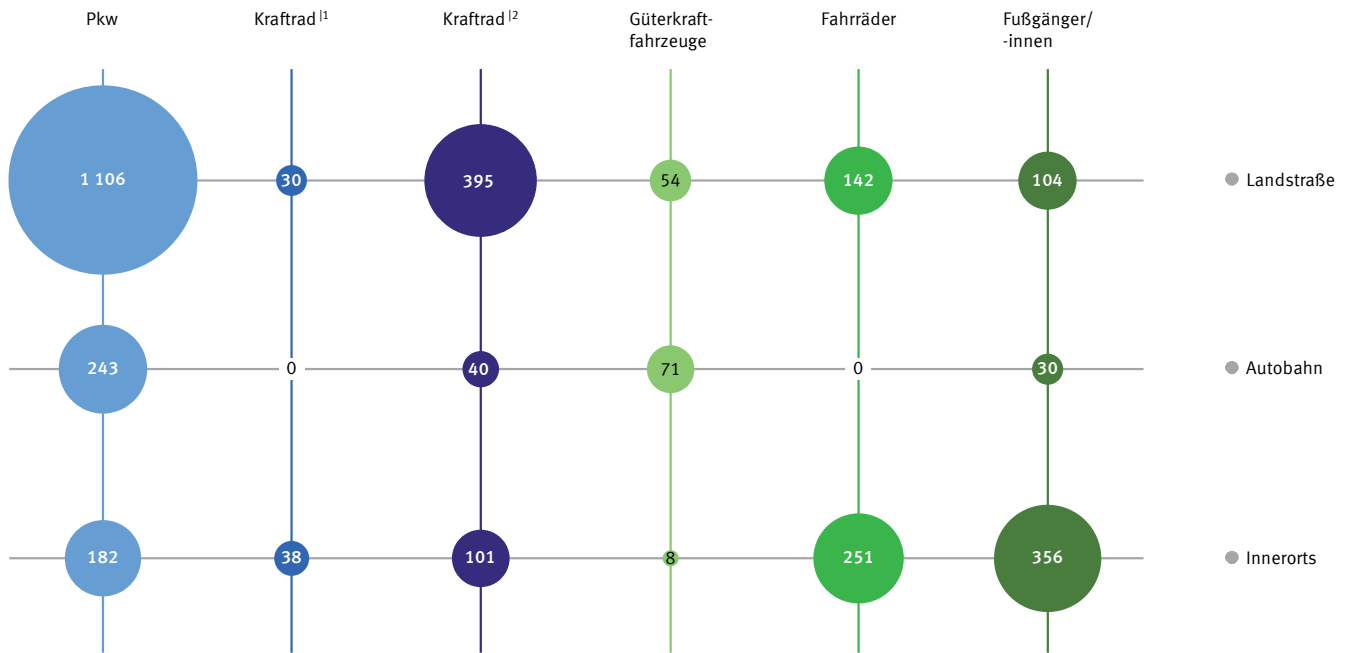 Pkw
Kraftrad |1
Kraftrad |2
Güterkraft-
fahrzeuge
Fahrräder
Fußgänger/
-innen
1 106
30
395
54
142
104
Landstraße
243
0
40
71
0
30
Autobahn
182
38
101
8
251
356
Innerorts